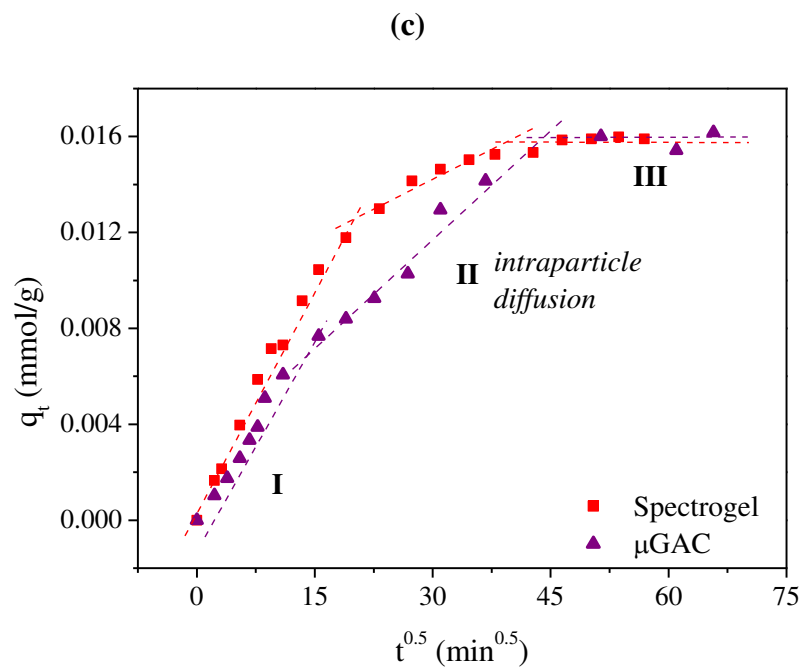 (c)
0.016
0.012
0.008
0.004
0.000
qt (mmol/g)
III
II intraparticle
diffusion
I
Spectrogel
μGAC
0 15 30 45 60 75
t^0.5 (min^0.5)